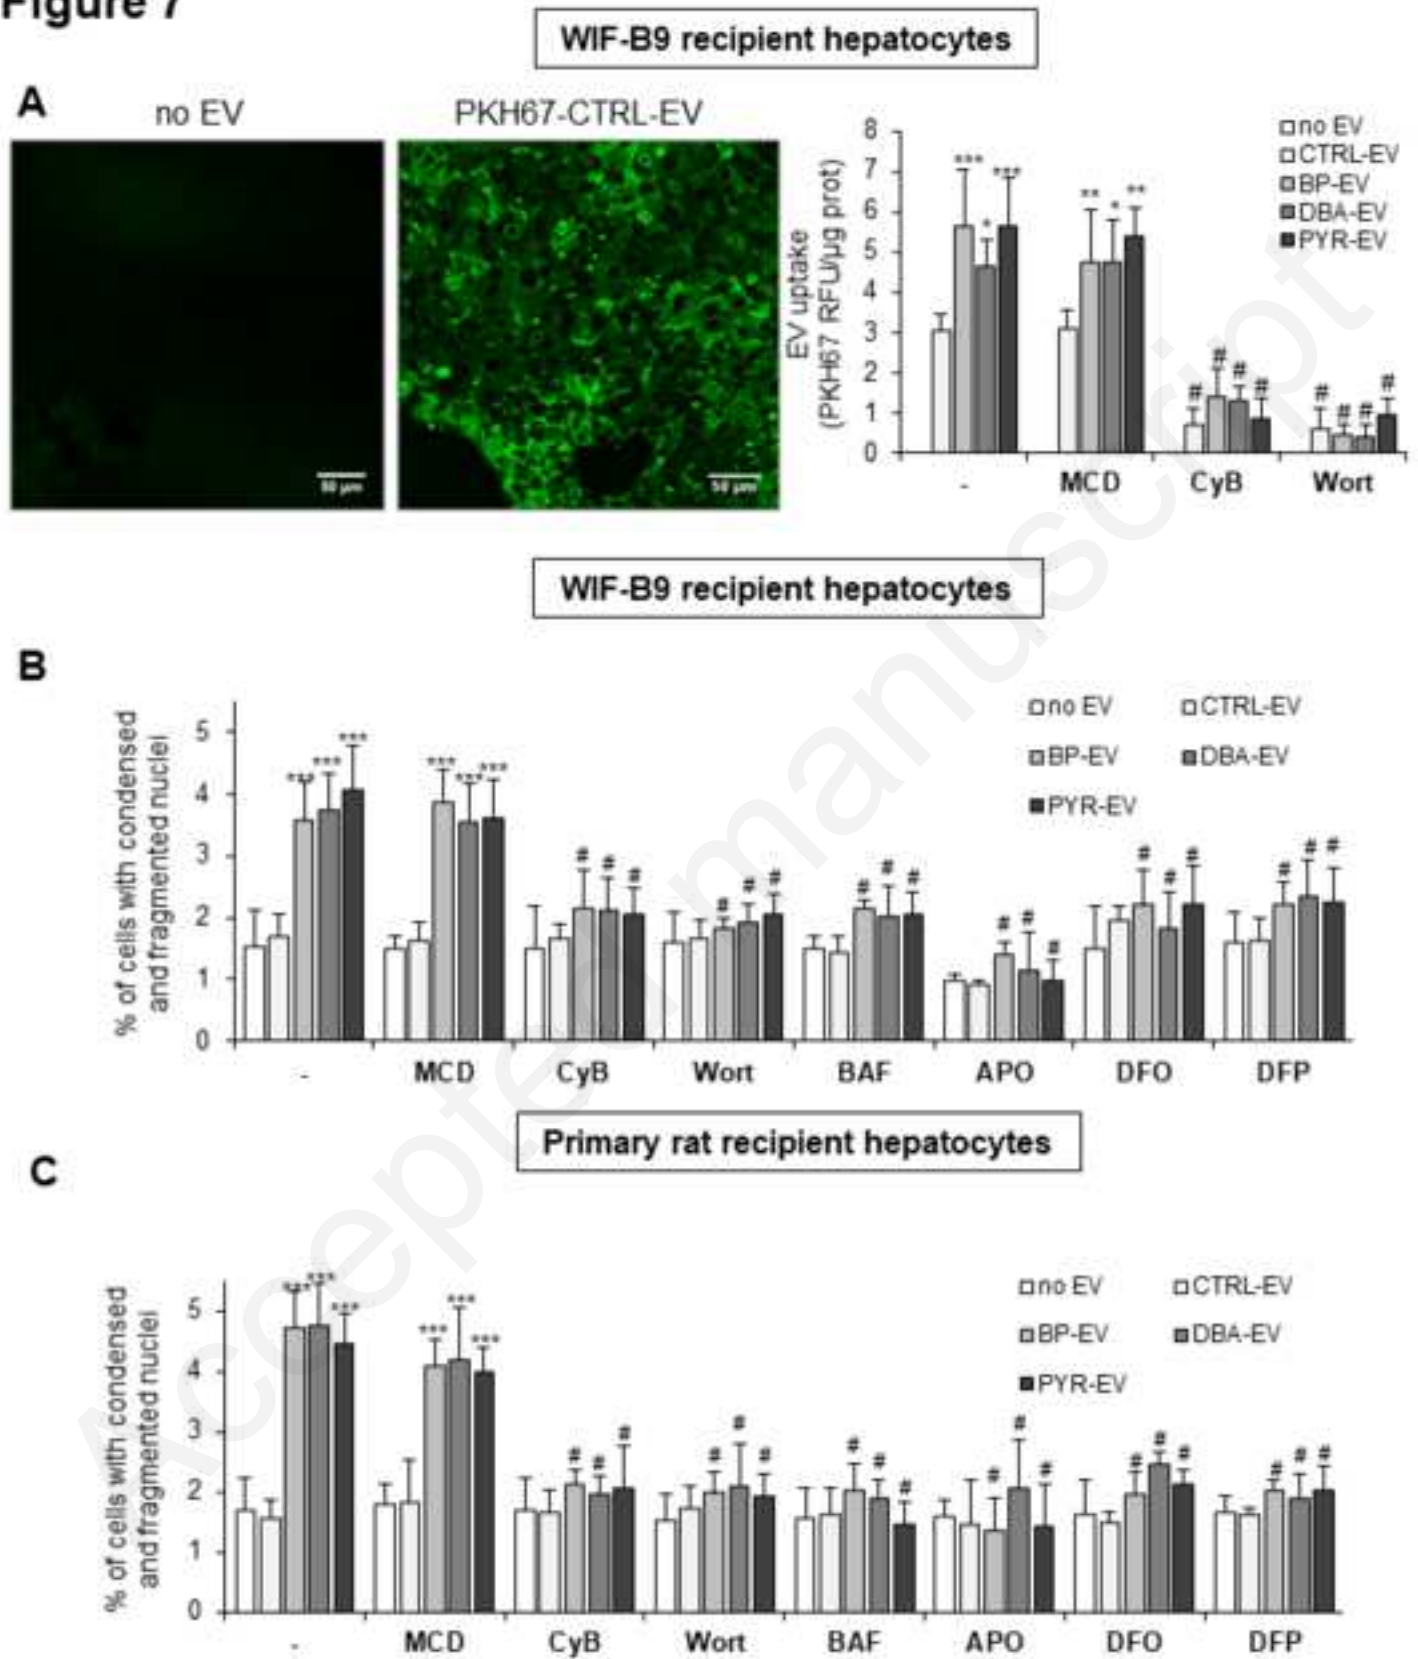 Figure 7
WIF-B9 recipient hepatocytes
A
no EV
PKH67-CTRL-EV
50 µm
50 µm
EV uptake
(PKH67 RFU/µg prot)
8
7
6
5
4
3
2
1
0
*** * ***
** * **
# # # #
# # # #
- MCD CyB Wort
no EV
CTRL-EV
BP-EV
DBA-EV
PYR-EV
WIF-B9 recipient hepatocytes
B
% of cells with condensed
and fragmented nuclei
5
4
3
2
1
0
*** *** ***
*** *** ***
# # #
# # #
# # #
# # #
# # #
# # #
- MCD CyB Wort BAF APO DFO DFP
no EV CTRL-EV
BP-EV DBA-EV
PYR-EV
Primary rat recipient hepatocytes
C
% of cells with condensed
and fragmented nuclei
5
4
3
2
1
0
*** *** ***
*** *** ***
# # #
# # #
# # #
# # #
# # #
# # #
- MCD CyB Wort BAF APO DFO DFP
no EV CTRL-EV
BP-EV DBA-EV
PYR-EV
Accepted manuscript